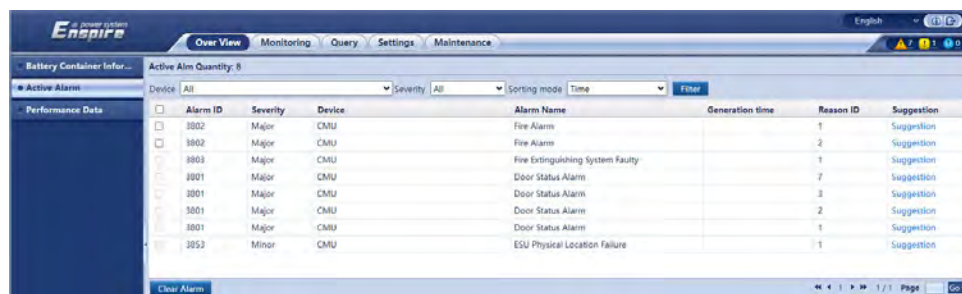 Enspire
power system
English
Over View Monitoring Query Settings Maintenance
7 1 0
Battery Container Infor... Active Alm Quantity: 8
Active Alarm Device All Severity All Sorting mode Time Filter
Performance Data Alarm ID Severity Device Alarm Name Generation time Reason ID Suggestion
3802 Major CMU Fire Alarm 1 Suggestion
3802 Major CMU Fire Alarm 2 Suggestion
3803 Major CMU Fire Extinguishing System Faulty 1 Suggestion
3801 Major CMU Door Status Alarm 7 Suggestion
3801 Major CMU Door Status Alarm 3 Suggestion
3801 Major CMU Door Status Alarm 2 Suggestion
3801 Major CMU Door Status Alarm 1 Suggestion
3853 Minor CMU ESU Physical Location Failure 1 Suggestion
Clear Alarm 1 1/1 Page Go